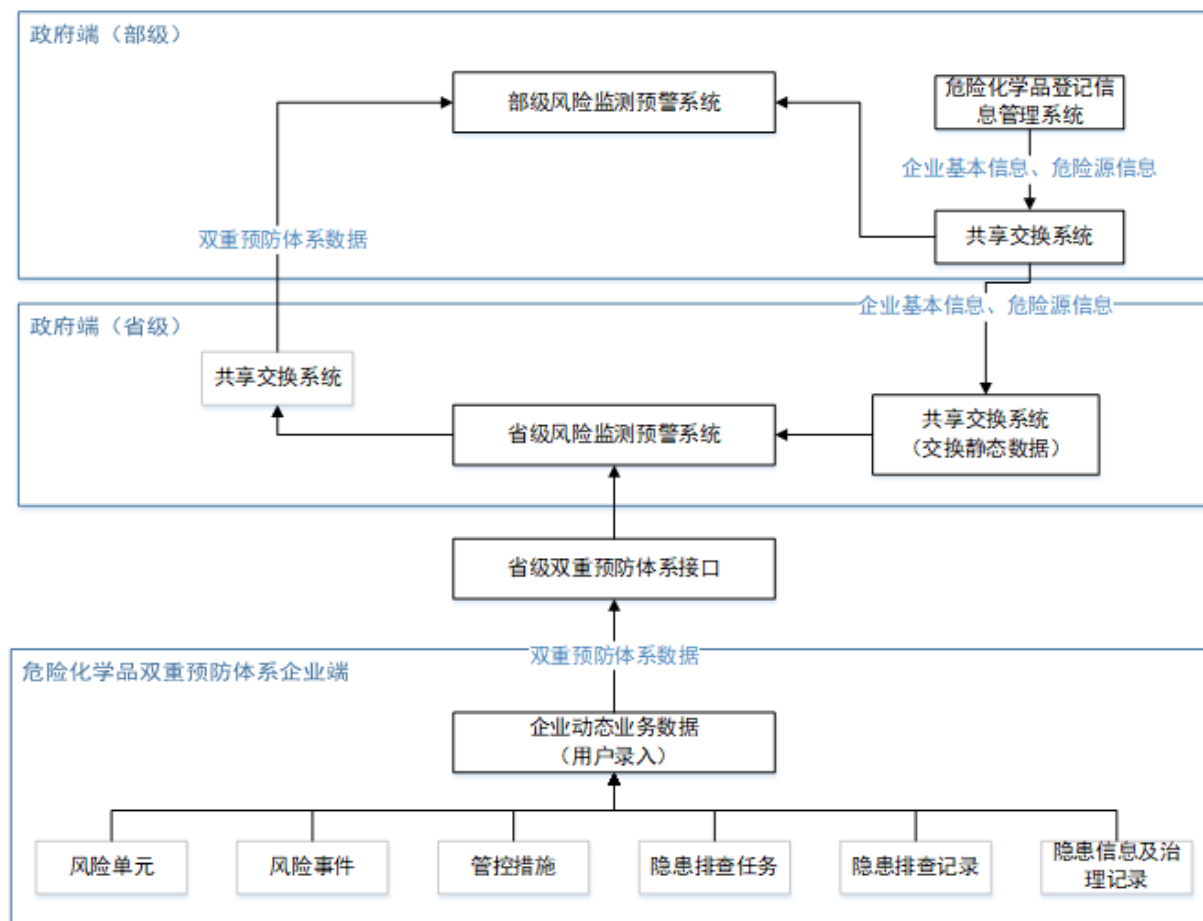 政府端（部级）
部级风险监测预警系统
危险化学品登记信
息管理系统
企业基本信息、危险源信息
双重预防体系数据
共享交换系统
企业基本信息、危险源信息
政府端（省级）
共享交换系统
省级风险监测预警系统
共享交换系统
（交换静态数据）
省级双重预防体系接口
双重预防体系数据
危险化学品双重预防体系企业端
企业动态业务数据
（用户录入）
风险单元
风险事件
管控措施
隐患排查任务
隐患排查记录
隐患信息及治
理记录